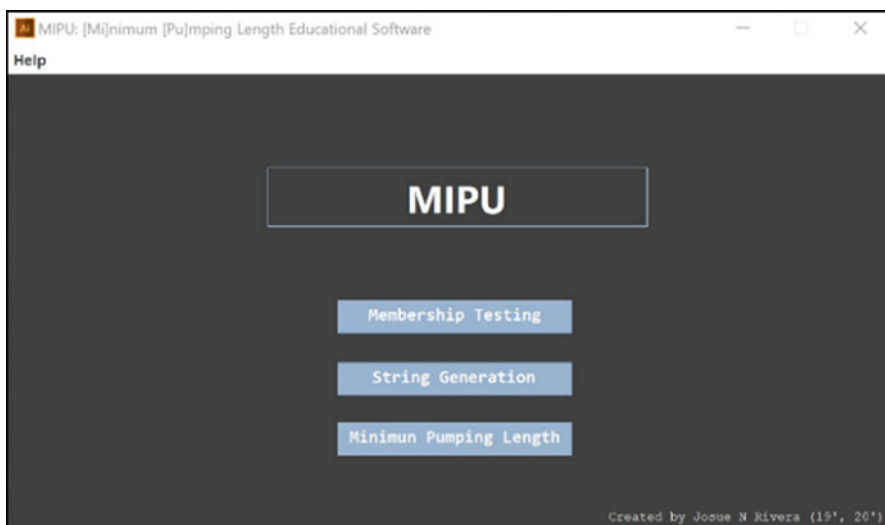 Ai MIPU: [Mi]nimum [Pu]mping Length Educational Software
Help
MIPU
Membership Testing
String Generation
Minimun Pumping Length
Created by Josue N Rivera (19', 20')